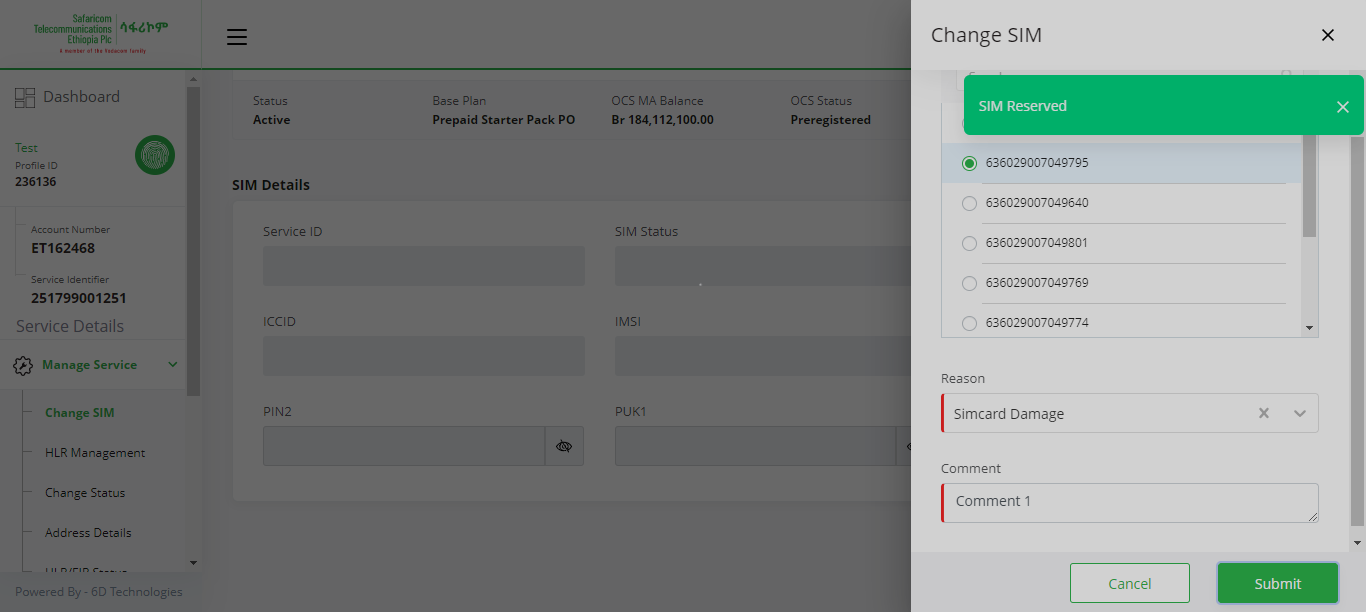 Safaricom
Telecommunications
Ethiopia Plc
ሳፋሪኮም
A member of the Vodacom family
Dashboard
Test
Profile ID
236136
Account Number
ET162468
Service Identifier
251799001251
Service Details
Manage Service
Change SIM
HLR Management
Change Status
Address Details
HLR/EIR Status
Powered By - 6D Technologies
Status
Active
Base Plan
Prepaid Starter Pack PO
OCS MA Balance
Br 184,112,100.00
OCS Status
Preregistered
SIM Details
Service ID
SIM Status
ICCID
IMSI
PIN2
PUK1
Change SIM
SIM Reserved
636029007049795
636029007049640
636029007049801
636029007049769
636029007049774
Reason
Simcard Damage
Comment
Comment 1
Cancel
Submit